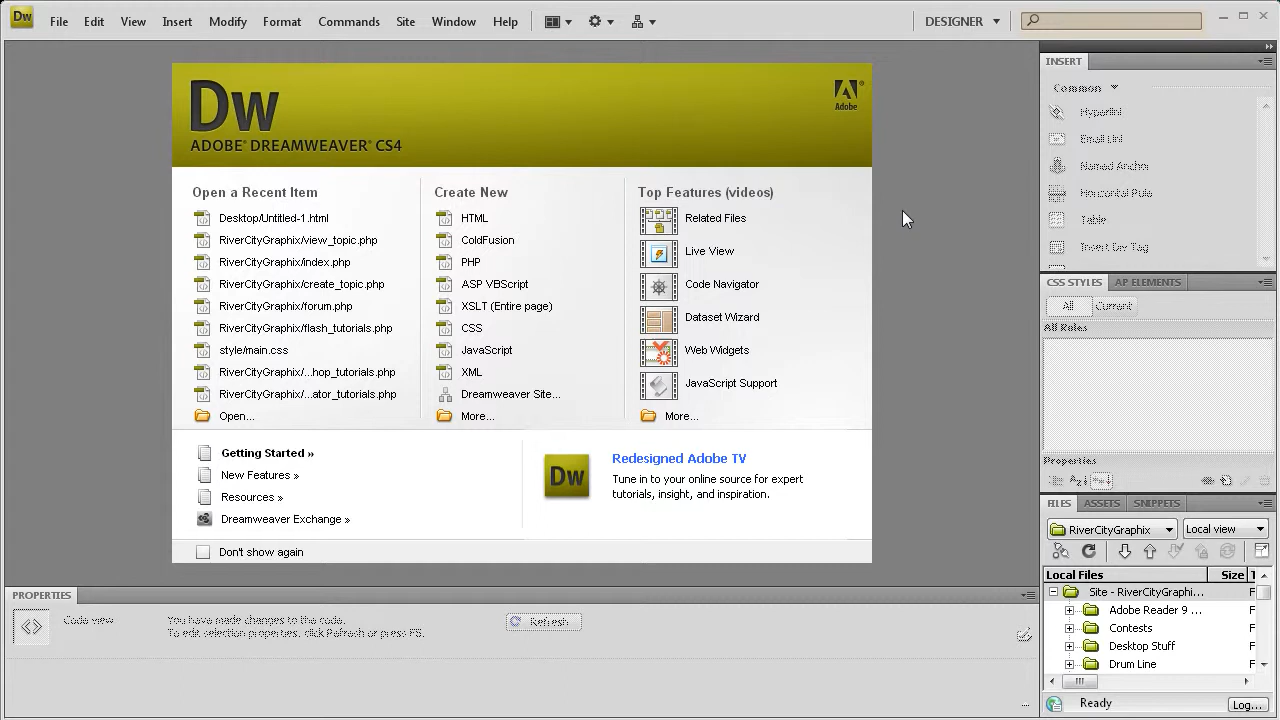 Dw File Edit View Insert Modify Format Commands Site Window Help DESIGNER
Dw
ADOBE® DREAMWEAVER® CS4
Adobe
Open a Recent Item
Desktop/Untitled-1.html
RiverCityGraphix/view_topic.php
RiverCityGraphix/index.php
RiverCityGraphix/create_topic.php
RiverCityGraphix/forum.php
RiverCityGraphix/flash_tutorials.php
style/main.css
RiverCityGraphix/...hop_tutorials.php
RiverCityGraphix/...ator_tutorials.php
Open...
Create New
HTML
ColdFusion
PHP
ASP VBScript
XSLT (Entire page)
CSS
JavaScript
XML
Dreamweaver Site...
More...
Top Features (videos)
Related Files
Live View
Code Navigator
Dataset Wizard
Web Widgets
JavaScript Support
More...
Getting Started »
New Features »
Resources »
Dreamweaver Exchange »
Dw
Redesigned Adobe TV
Tune in to your online source for expert
tutorials, insight, and inspiration.
Don't show again
INSERT
Common
Hyperlink
Email Link
Named Anchor
Horizontal Rule
Table
Insert Div Tag
CSS STYLES AP ELEMENTS
All Current
All Rules
Properties
FILES ASSETS SNIPPETS
RiverCityGraphix Local view
Local Files Size T
Site - RiverCityGraphi... F
Adobe Reader 9 ... F
Contests F
Desktop Stuff F
Drum Line F
Ready Log...
PROPERTIES
Code view You have made changes to the code.
To edit selection properties, click Refresh or press F5.
Refresh